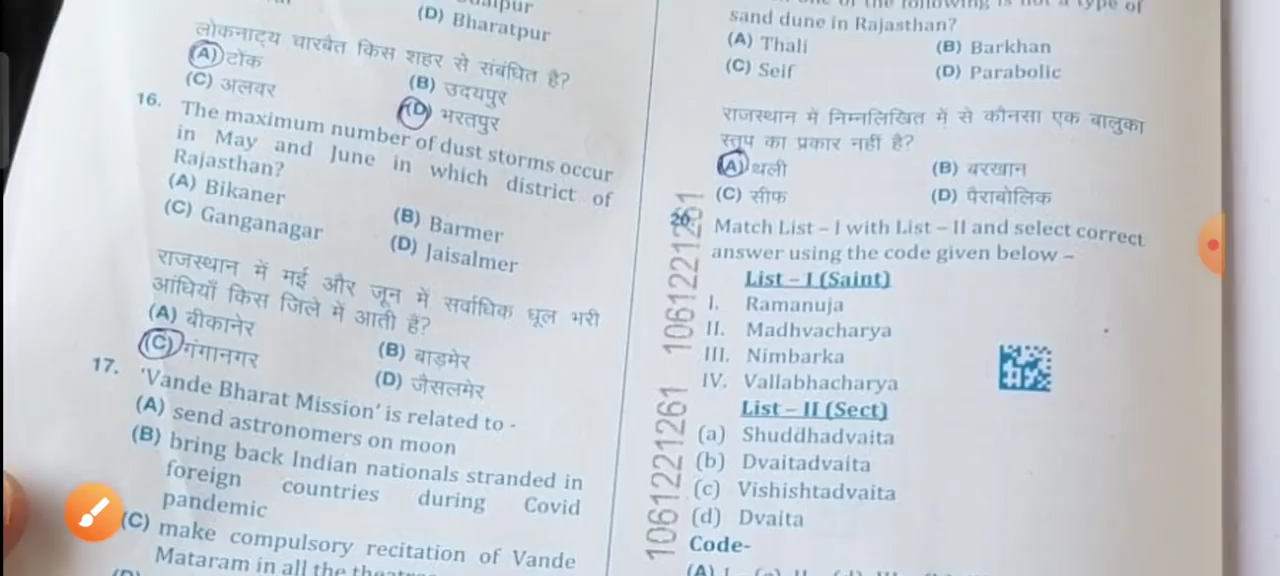 (D) Bharatpur
लोकनाट्य चारबैत किस शहर से संबंधित है?
(A) टोंक
(B) उदयपुर
(C) अलवर
(D) भरतपुर
16. The maximum number of dust storms occur
in May and June in which district of
Rajasthan?
(A) Bikaner
(B) Barmer
(C) Ganganagar
(D) Jaisalmer
राजस्थान में मई और जून में सर्वाधिक धूल भरी
आंधियाँ किस जिले में आती हैं?
(A) बीकानेर
(B) बाड़मेर
(C) गंगानगर
(D) जैसलमेर
17. 'Vande Bharat Mission' is related to -
(A) send astronomers on moon
(B) bring back Indian nationals stranded in
foreign countries during Covid
pandemic
(C) make compulsory recitation of Vande
Mataram in all the
the following is not a type of
sand dune in Rajasthan?
(A) Thali
(B) Barkhan
(C) Seif
(D) Parabolic
राजस्थान में निम्नलिखित में से कौनसा एक बालुका
स्तूप का प्रकार नहीं है?
(A) थली
(B) बरखान
(C) सीफ
(D) पैराबोलिक
20. Match List – I with List – II and select correct
answer using the code given below –
List – I (Saint)
I. Ramanuja
II. Madhvacharya
III. Nimbarka
IV. Vallabhacharya
List – II (Sect)
(a) Shuddhadvaita
(b) Dvaitadvaita
(c) Vishishtadvaita
(d) Dvaita
Code-
1061221261 1061221261